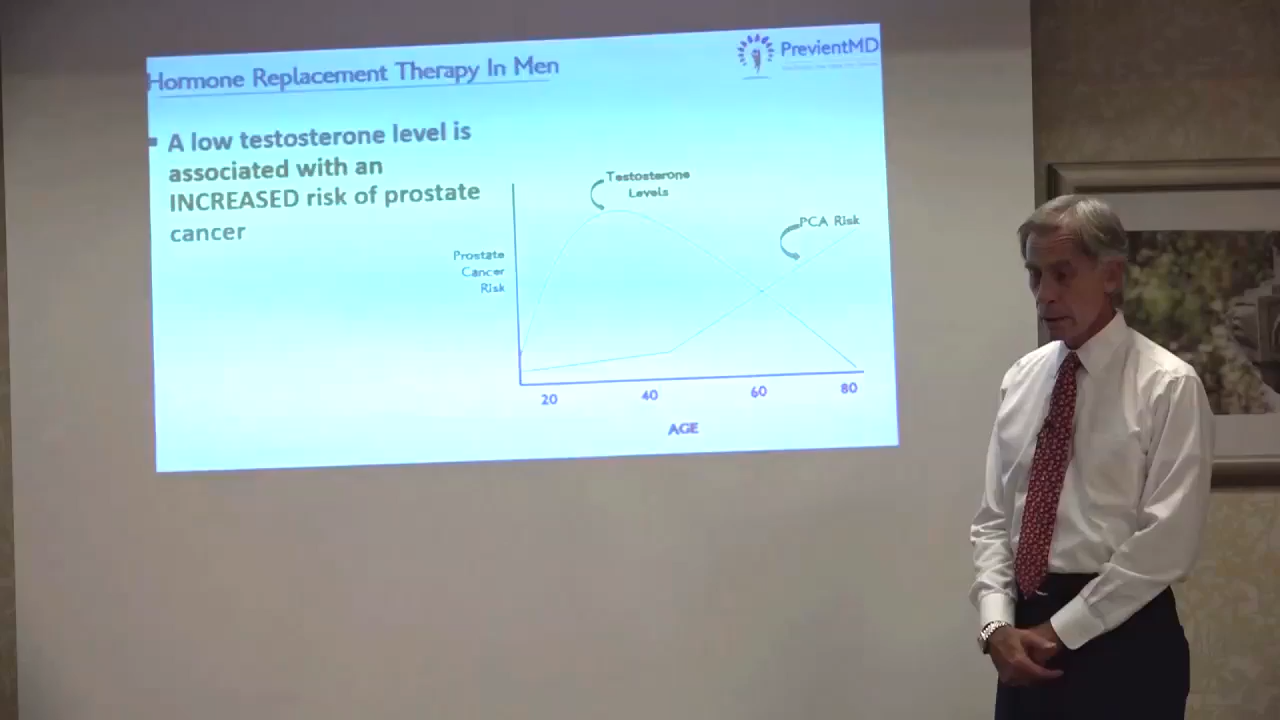 Hormone Replacement Therapy In Men
PrevientMD
A low testosterone level is
associated with an
INCREASED risk of prostate
cancer
Testosterone
Levels
PCA Risk
Prostate
Cancer
Risk
20 40 60 80
AGE